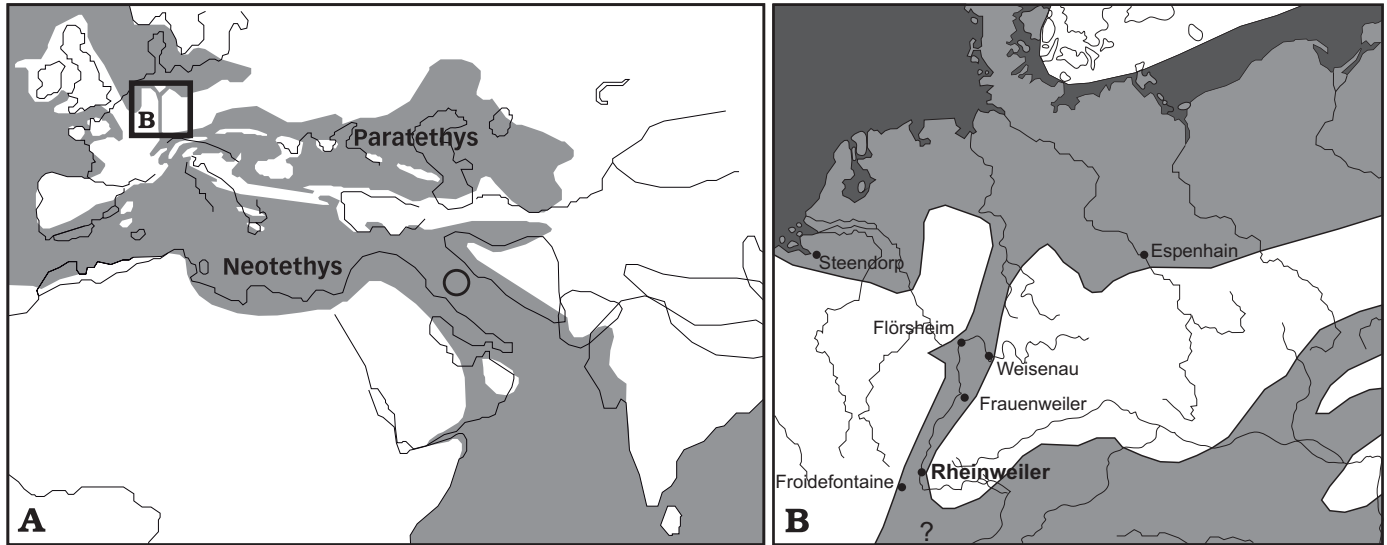 B
Paratethys
Neotethys
A
Steendorp
Espenhain
Flörsheim
Weisenau
Frauenweiler
Rheinweiler
Froidefontaine
?
B